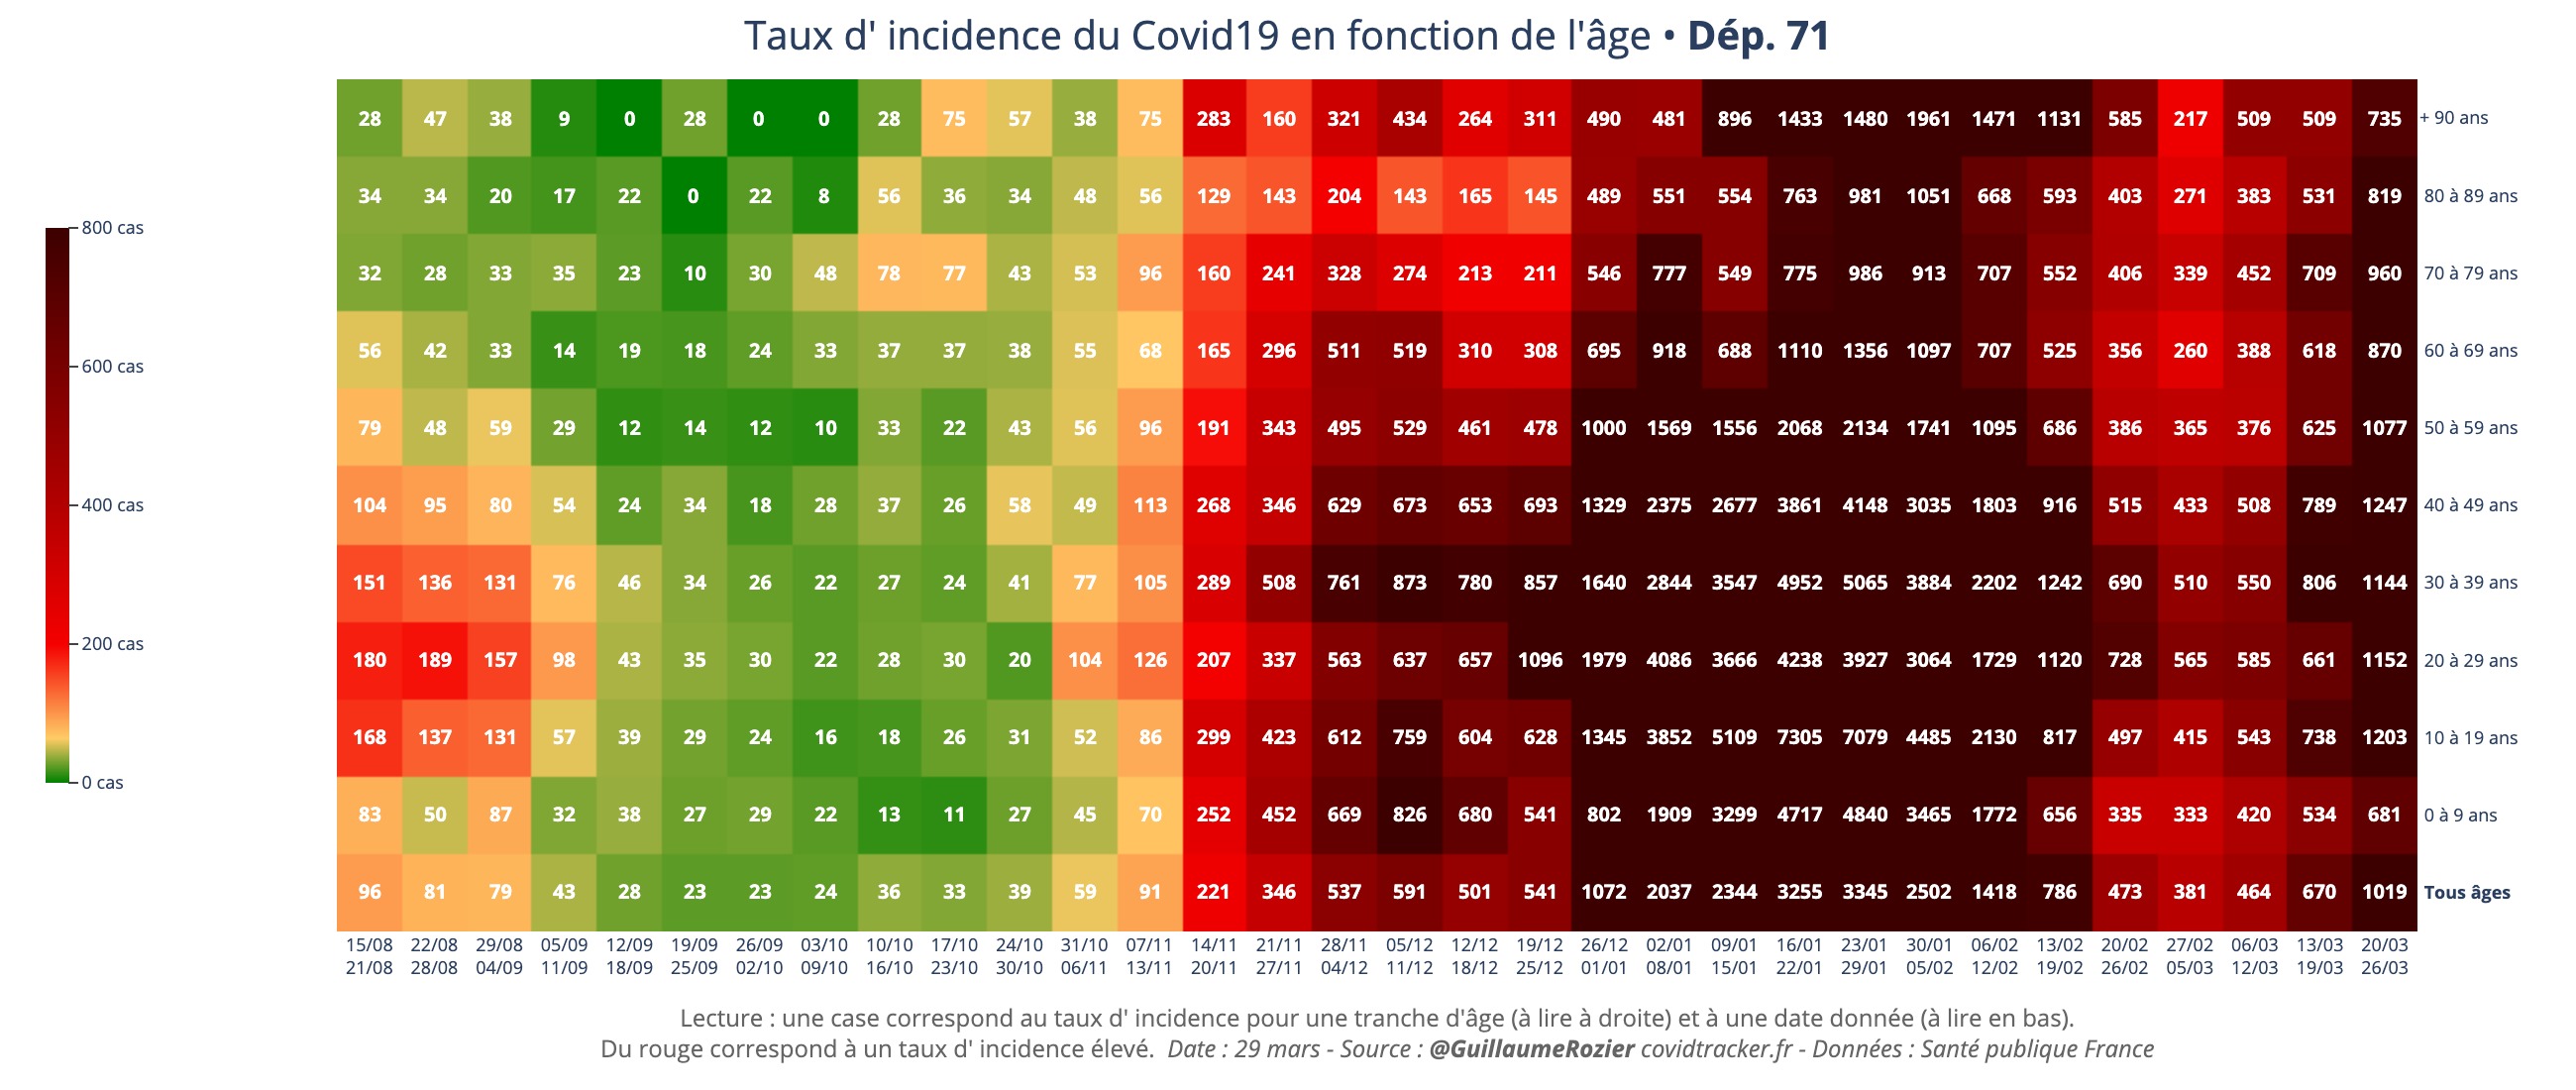 Taux d' incidence du Covid19 en fonction de l'âge • Dép. 71
800 cas
600 cas
400 cas
200 cas
0 cas
28 47 38 9 0 28 0 0 28 75 57 38 75 283 160 321 434 264 311 490 481 896 1433 1480 1961 1471 1131 585 217 509 509 735 + 90 ans
34 34 20 17 22 0 22 8 56 36 34 48 56 129 143 204 143 165 145 489 551 554 763 981 1051 668 593 403 271 383 531 819 80 à 89 ans
32 28 33 35 23 10 30 48 78 77 43 53 96 160 241 328 274 213 211 546 777 549 775 986 913 707 552 406 339 452 709 960 70 à 79 ans
56 42 33 14 19 18 24 33 37 37 38 55 68 165 296 511 519 310 308 695 918 688 1110 1356 1097 707 525 356 260 388 618 870 60 à 69 ans
79 48 59 29 12 14 12 10 33 22 43 56 96 191 343 495 529 461 478 1000 1569 1556 2068 2134 1741 1095 686 386 365 376 625 1077 50 à 59 ans
104 95 80 54 24 34 18 28 37 26 58 49 113 268 346 629 673 653 693 1329 2375 2677 3861 4148 3035 1803 916 515 433 508 789 1247 40 à 49 ans
151 136 131 76 46 34 26 22 27 24 41 77 105 289 508 761 873 780 857 1640 2844 3547 4952 5065 3884 2202 1242 690 510 550 806 1144 30 à 39 ans
180 189 157 98 43 35 30 22 28 30 20 104 126 207 337 563 637 657 1096 1979 4086 3666 4238 3927 3064 1729 1120 728 565 585 661 1152 20 à 29 ans
168 137 131 57 39 29 24 16 18 26 31 52 86 299 423 612 759 604 628 1345 3852 5109 7305 7079 4485 2130 817 497 415 543 738 1203 10 à 19 ans
83 50 87 32 38 27 29 22 13 11 27 45 70 252 452 669 826 680 541 802 1909 3299 4717 4840 3465 1772 656 335 333 420 534 681 0 à 9 ans
96 81 79 43 28 23 23 24 36 33 39 59 91 221 346 537 591 501 541 1072 2037 2344 3255 3345 2502 1418 786 473 381 464 670 1019 Tous âges
15/08 22/08 29/08 05/09 12/09 19/09 26/09 03/10 10/10 17/10 24/10 31/10 07/11 14/11 21/11 28/11 05/12 12/12 19/12 26/12 02/01 09/01 16/01 23/01 30/01 06/02 13/02 20/02 27/02 06/03 13/03 20/03
21/08 28/08 04/09 11/09 18/09 25/09 02/10 09/10 16/10 23/10 30/10 06/11 13/11 20/11 27/11 04/12 11/12 18/12 25/12 01/01 08/01 15/01 22/01 29/01 05/02 12/02 19/02 26/02 05/03 12/03 19/03 26/03
Lecture : une case correspond au taux d' incidence pour une tranche d'âge (à lire à droite) et à une date donnée (à lire en bas).
Du rouge correspond à un taux d' incidence élevé. Date : 29 mars - Source : @GuillaumeRozier covidtracker.fr - Données : Santé publique France